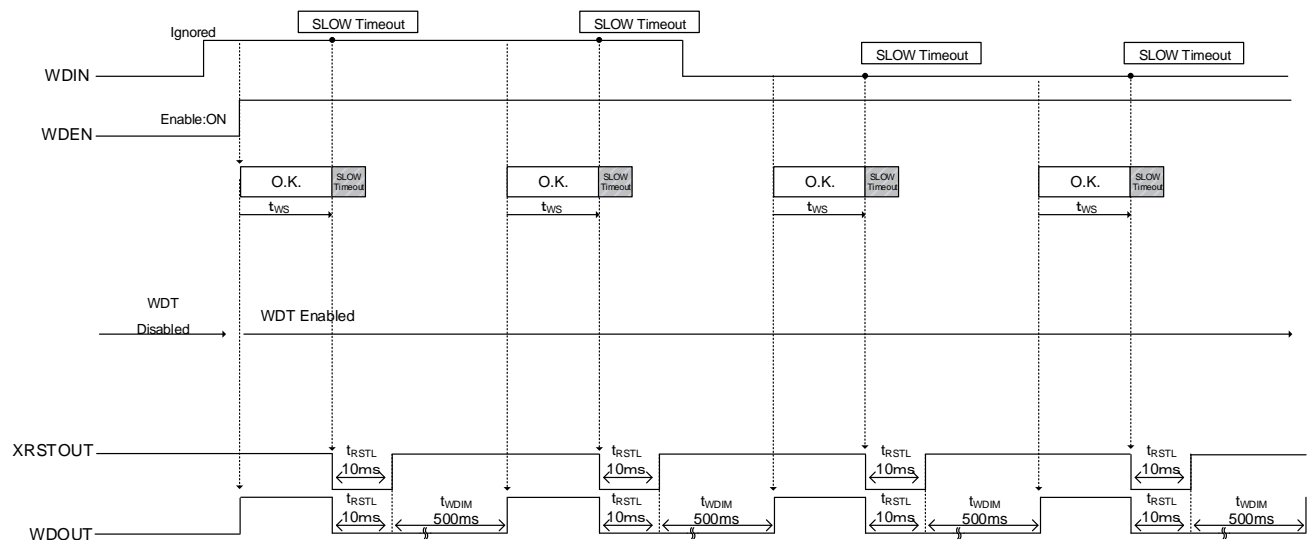 SLOW Timeout
SLOW Timeout
Ignored
SLOW Timeout
SLOW Timeout
WDIN
Enable:ON
WDEN
O.K.
SLOW
Timeout
O.K.
SLOW
Timeout
O.K.
SLOW
Timeout
O.K.
SLOW
Timeout
tWS
tWS
tWS
tWS
WDT
Disabled
WDT Enabled
XRSTOUT
tRSTL
10ms
tRSTL
10ms
tRSTL
10ms
tRSTL
10ms
WDOUT
tRSTL
10ms
tWDIM
500ms
tRSTL
10ms
tWDIM
500ms
tRSTL
10ms
tWDIM
500ms
tRSTL
10ms
tWDIM
500ms